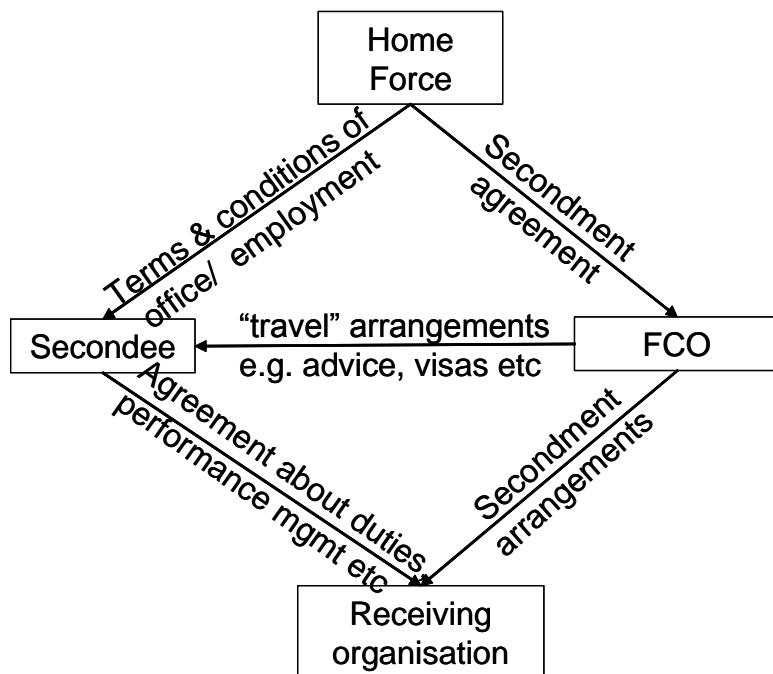 Home
Force
Terms & conditions of
office/ employment
Secondment
agreement
Secondee
“travel” arrangements
e.g. advice, visas etc
FCO
Agreement about duties,
performance mgmt etc
Secondment
arrangements
Receiving
organisation